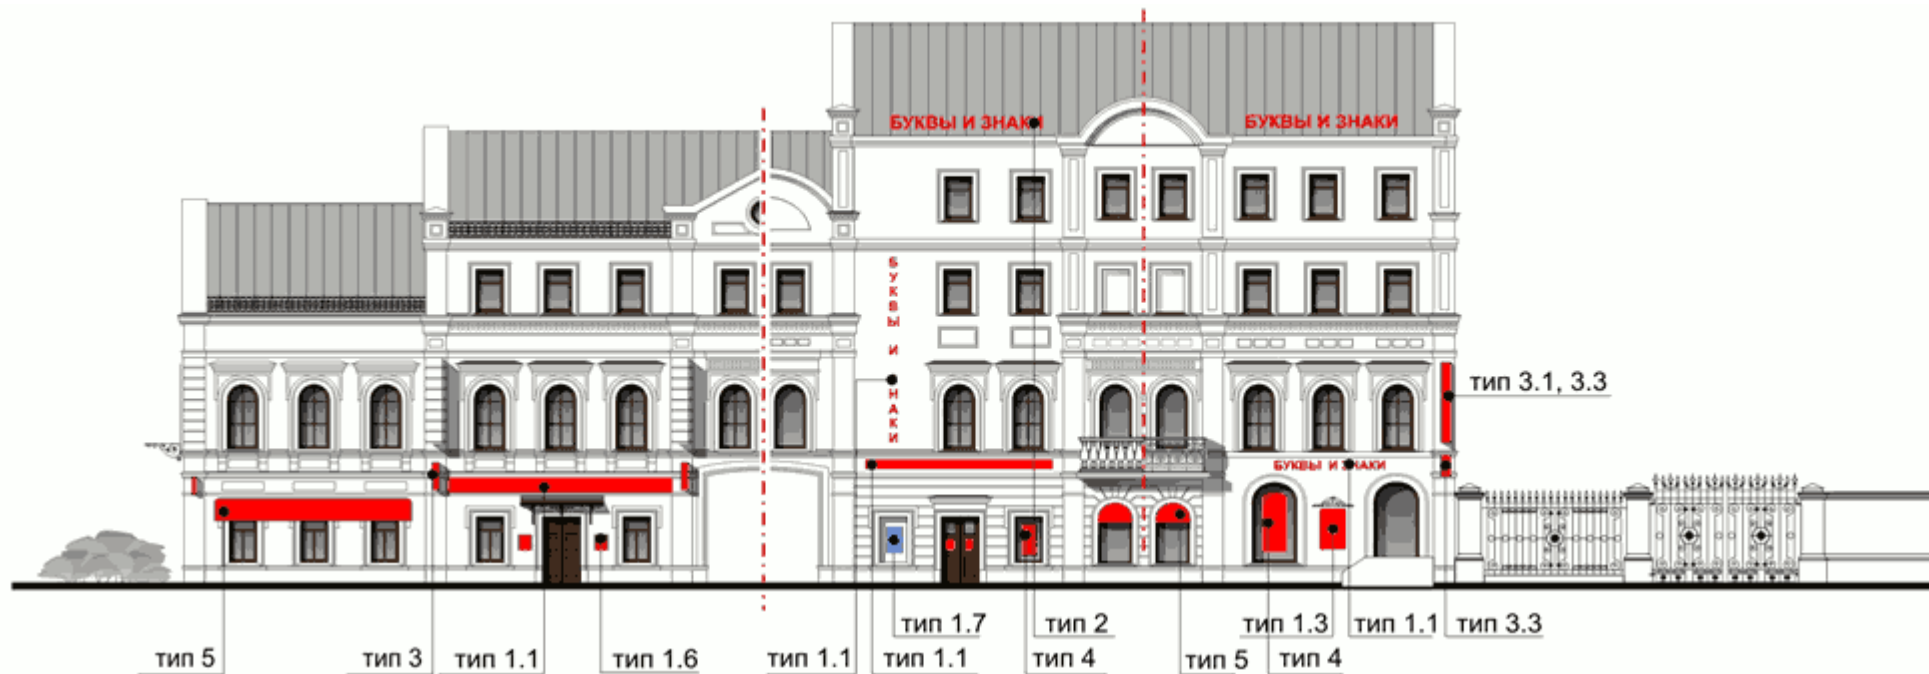 БУКВЫ И ЗНАКИ
БУКВЫ И ЗНАКИ
БУКВЫ И ЗНАКИ
тип 3.1, 3.3
БУКВЫ И ЗНАКИ
тип 1.7
тип 2
тип 1.3
тип 1.1
тип 3.3
тип 5
тип 3
тип 1.1
тип 1.6
тип 1.1
тип 1.1
тип 4
тип 5
тип 4